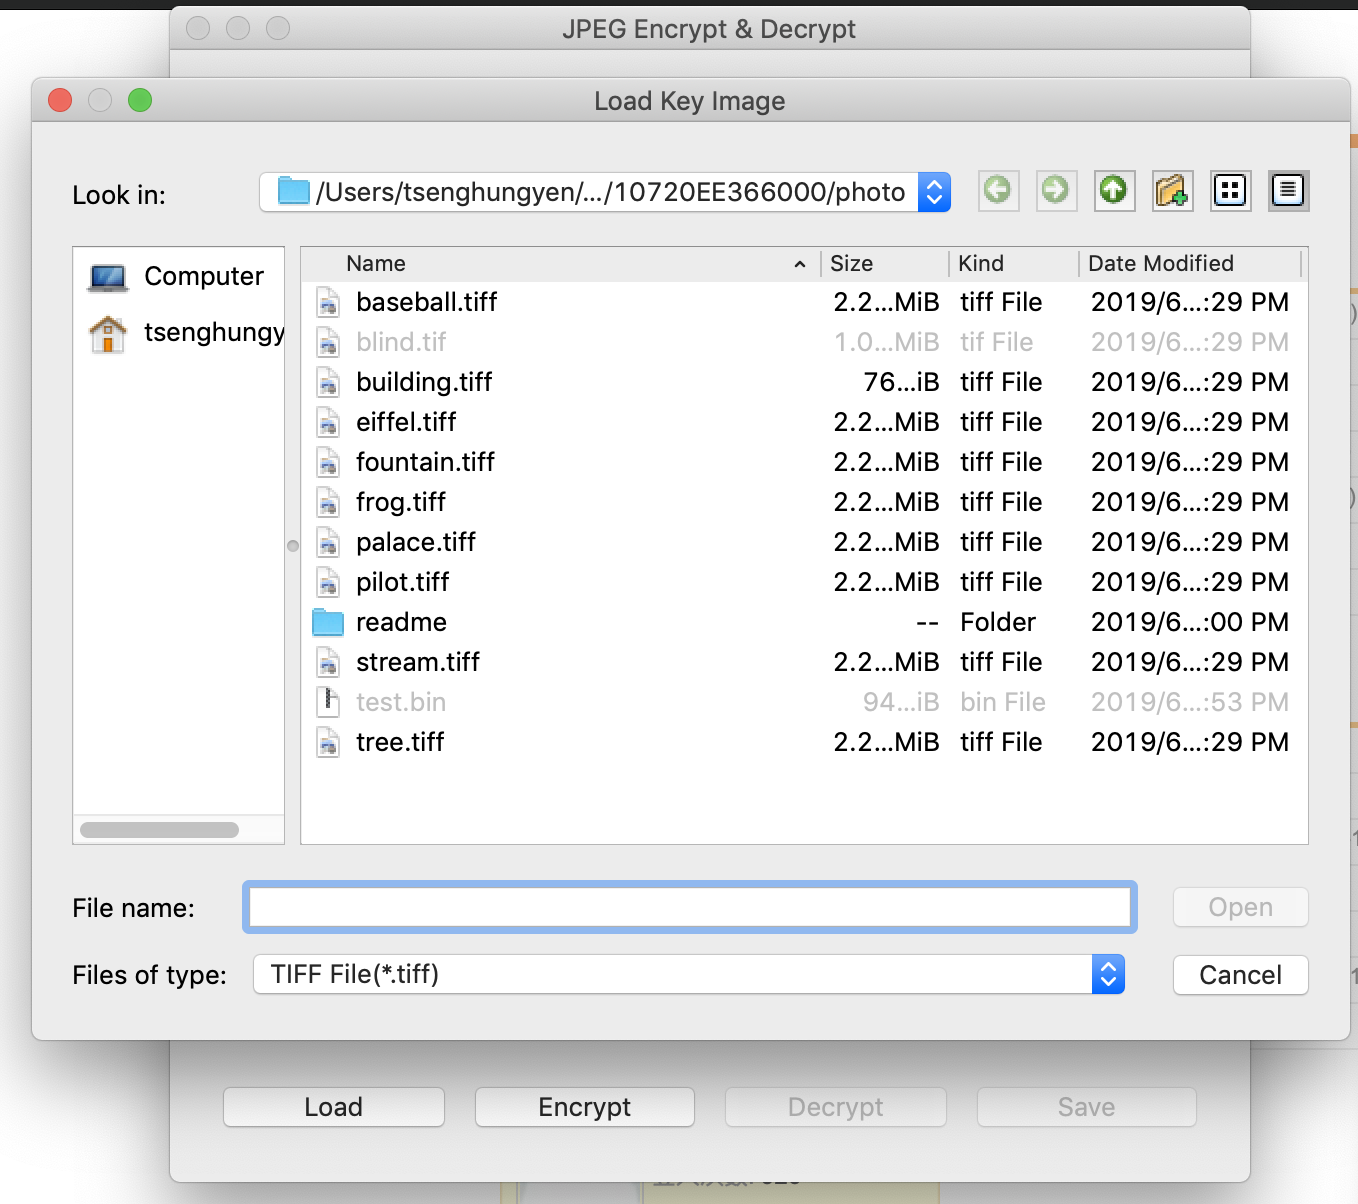 JPEG Encrypt & Decrypt
Load Key Image
Look in: /Users/tsenghungyen/.../10720EE366000/photo
Computer
tsenghungy
Name Size Kind Date Modified
baseball.tiff 2.2...MiB tiff File 2019/6...:29 PM
blind.tif 1.0...MiB tif File 2019/6...:29 PM
building.tiff 76...iB tiff File 2019/6...:29 PM
eiffel.tiff 2.2...MiB tiff File 2019/6...:29 PM
fountain.tiff 2.2...MiB tiff File 2019/6...:29 PM
frog.tiff 2.2...MiB tiff File 2019/6...:29 PM
palace.tiff 2.2...MiB tiff File 2019/6...:29 PM
pilot.tiff 2.2...MiB tiff File 2019/6...:29 PM
readme -- Folder 2019/6...:00 PM
stream.tiff 2.2...MiB tiff File 2019/6...:29 PM
test.bin 94...iB bin File 2019/6...:53 PM
tree.tiff 2.2...MiB tiff File 2019/6...:29 PM
File name: Open
Files of type: TIFF File(*.tiff) Cancel
Load Encrypt Decrypt Save